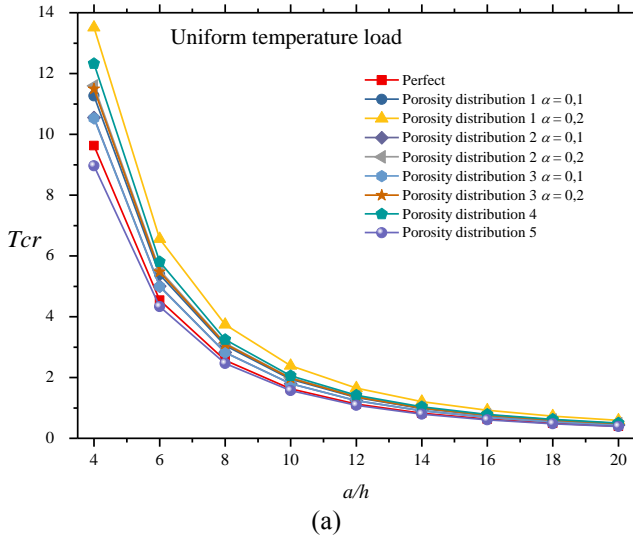 Uniform temperature load
Perfect
Porosity distribution 1 α = 0,1
Porosity distribution 1 α = 0,2
Porosity distribution 2 α = 0,1
Porosity distribution 2 α = 0,2
Porosity distribution 3 α = 0,1
Porosity distribution 3 α = 0,2
Porosity distribution 4
Porosity distribution 5
Tcr
14
12
10
8
6
4
2
0
4 6 8 10 12 14 16 18 20
a/h
(a)